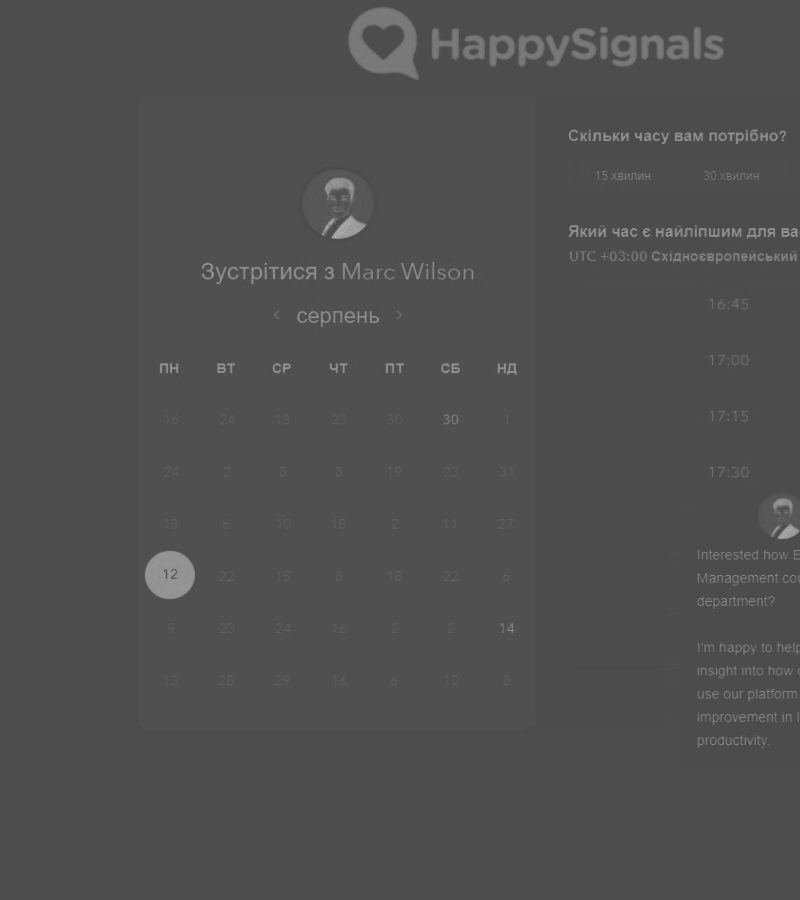 HappySignals
Зустрітися з Marc Wilson
серпень
ПН ВТ СР ЧТ ПТ СБ НД
16 24 13 23 30 30 1
24 2 8 8 19 23 31
13 6 10 18 2 11 27
12 22 15 8 18 22 6
9 23 24 16 2 2 14
13 28 29 16 6 10 8
Скільки часу вам потрібно?
15 хвилин 30 хвилин
Який час є найліпшим для ва
UTC +03:00 Східноєвропейський
16:45
17:00
17:15
17:30
Interested how E
Management cou
department?
I'm happy to help
insight into how o
use our platform
improvement in I
productivity.